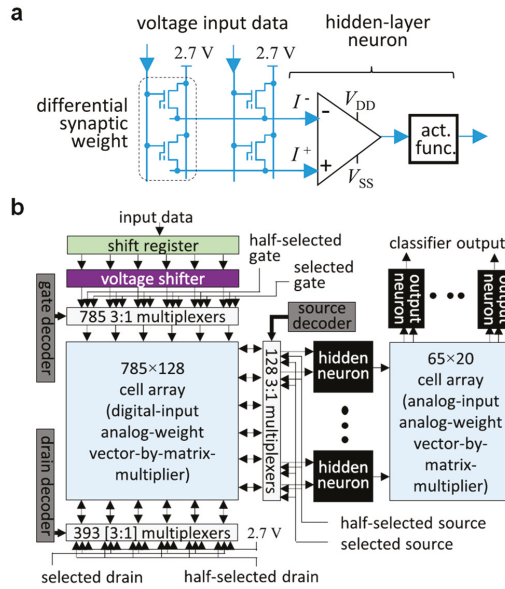 a
voltage input data
hidden-layer
neuron
2.7 V
2.7 V
differential
synaptic
weight
I-
I+
-
+
VDD
VSS
act.
func.
b
input data
shift register
half-selected
gate
voltage shifter
selected
gate
gate decoder
785 3:1 multiplexers
source
decoder
classifier output
output
neuron
output
neuron
785×128
cell array
(digital-input
analog-weight
vector-by-matrix-
multiplier)
128 3:1 multiplexers
hidden
neuron
hidden
neuron
65×20
cell array
(analog-input
analog-weight
vector-by-
matrix-
multiplier)
drain decoder
393 [3:1] multiplexers
2.7 V
half-selected source
selected source
selected drain
half-selected drain